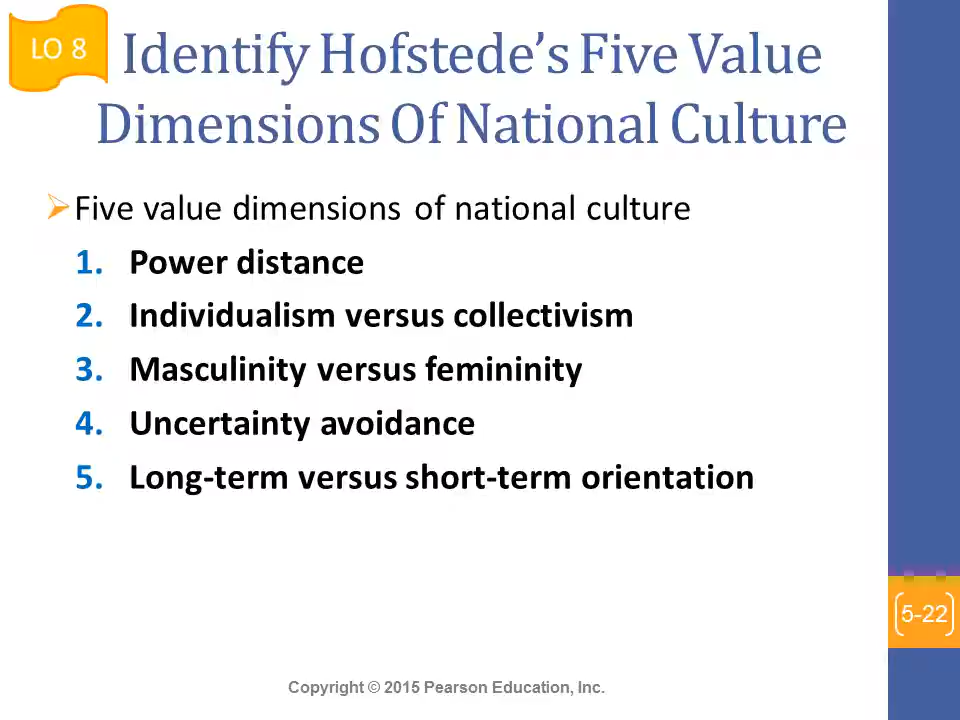 LO 8
Identify Hofstede’s Five Value
Dimensions Of National Culture
Five value dimensions of national culture
1. Power distance
2. Individualism versus collectivism
3. Masculinity versus femininity
4. Uncertainty avoidance
5. Long-term versus short-term orientation
5-22
Copyright © 2015 Pearson Education, Inc.